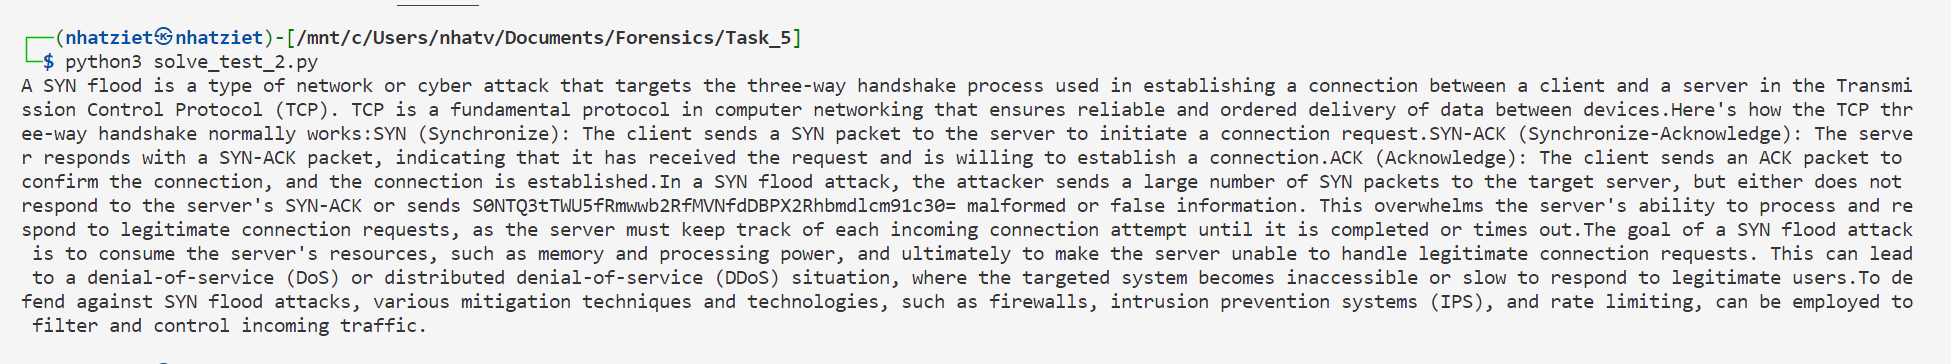 (nhatziet㉿nhatziet)-[/mnt/c/Users/nhatv/Documents/Forensics/Task_5]
$ python3 solve_test_2.py
A SYN flood is a type of network or cyber attack that targets the three-way handshake process used in establishing a connection between a client and a server in the Transmi
ssion Control Protocol (TCP). TCP is a fundamental protocol in computer networking that ensures reliable and ordered delivery of data between devices.Here's how the TCP thr
ee-way handshake normally works:SYN (Synchronize): The client sends a SYN packet to the server to initiate a connection request.SYN-ACK (Synchronize-Acknowledge): The serve
r responds with a SYN-ACK packet, indicating that it has received the request and is willing to establish a connection.ACK (Acknowledge): The client sends an ACK packet to
confirm the connection, and the connection is established.In a SYN flood attack, the attacker sends a large number of SYN packets to the target server, but either does not
respond to the server's SYN-ACK or sends S0NTQ3tTWU5fRmwwb2RfMVNfdDBPX2Rhbmdlcm91c30= malformed or false information. This overwhelms the server's ability to process and re
spond to legitimate connection requests, as the server must keep track of each incoming connection attempt until it is completed or times out.The goal of a SYN flood attack
is to consume the server's resources, such as memory and processing power, and ultimately to make the server unable to handle legitimate connection requests. This can lead
to a denial-of-service (DoS) or distributed denial-of-service (DDoS) situation, where the targeted system becomes inaccessible or slow to respond to legitimate users.To de
fend against SYN flood attacks, various mitigation techniques and technologies, such as firewalls, intrusion prevention systems (IPS), and rate limiting, can be employed to
filter and control incoming traffic.